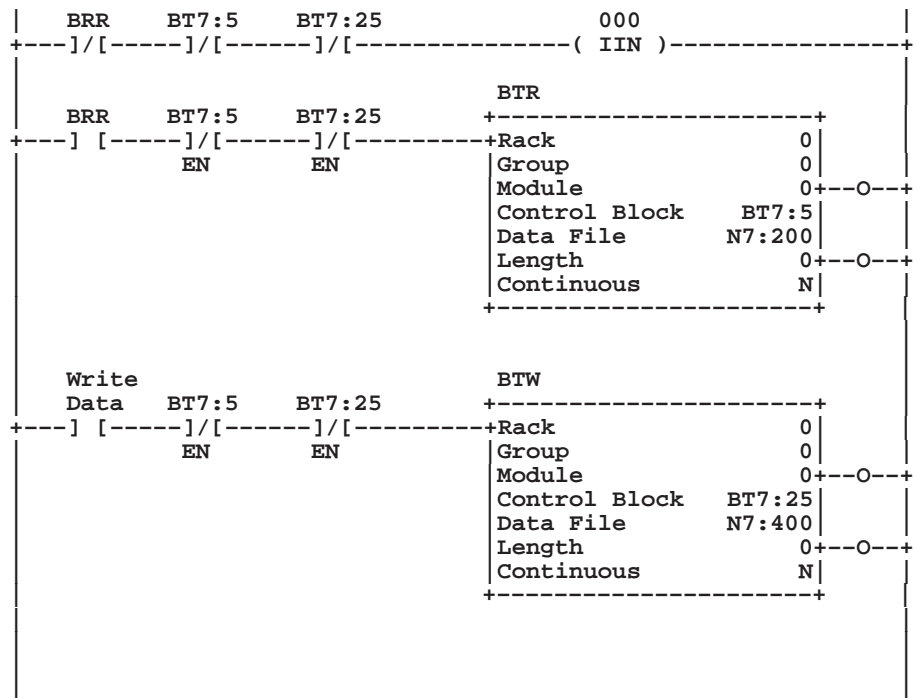 |   BRR    BT7:5    BT7:25              000                    |
+---]/[-----]/[------]/[---------------( IIN )----------------+
BTR
|   BRR    BT7:5    BT7:25       +-----------------------+
+---] [-----]/[------]/[---------+Rack                  0|
EN       EN          |Group                 0|
|Module                0+--O--+
|Control Block    BT7:5|
|Data File       N7:200|
|Length                0+--O--+
|Continuous            N|
+-----------------------+
Write                          BTW
Data   BT7:5    BT7:25       +-----------------------+
+---] [-----]/[------]/[---------+Rack                  0|
EN       EN          |Group                 0|
|Module                0+--O--+
|Control Block   BT7:25|
|Data File       N7:400|
|Length                0+--O--+
|Continuous            N|
+-----------------------+